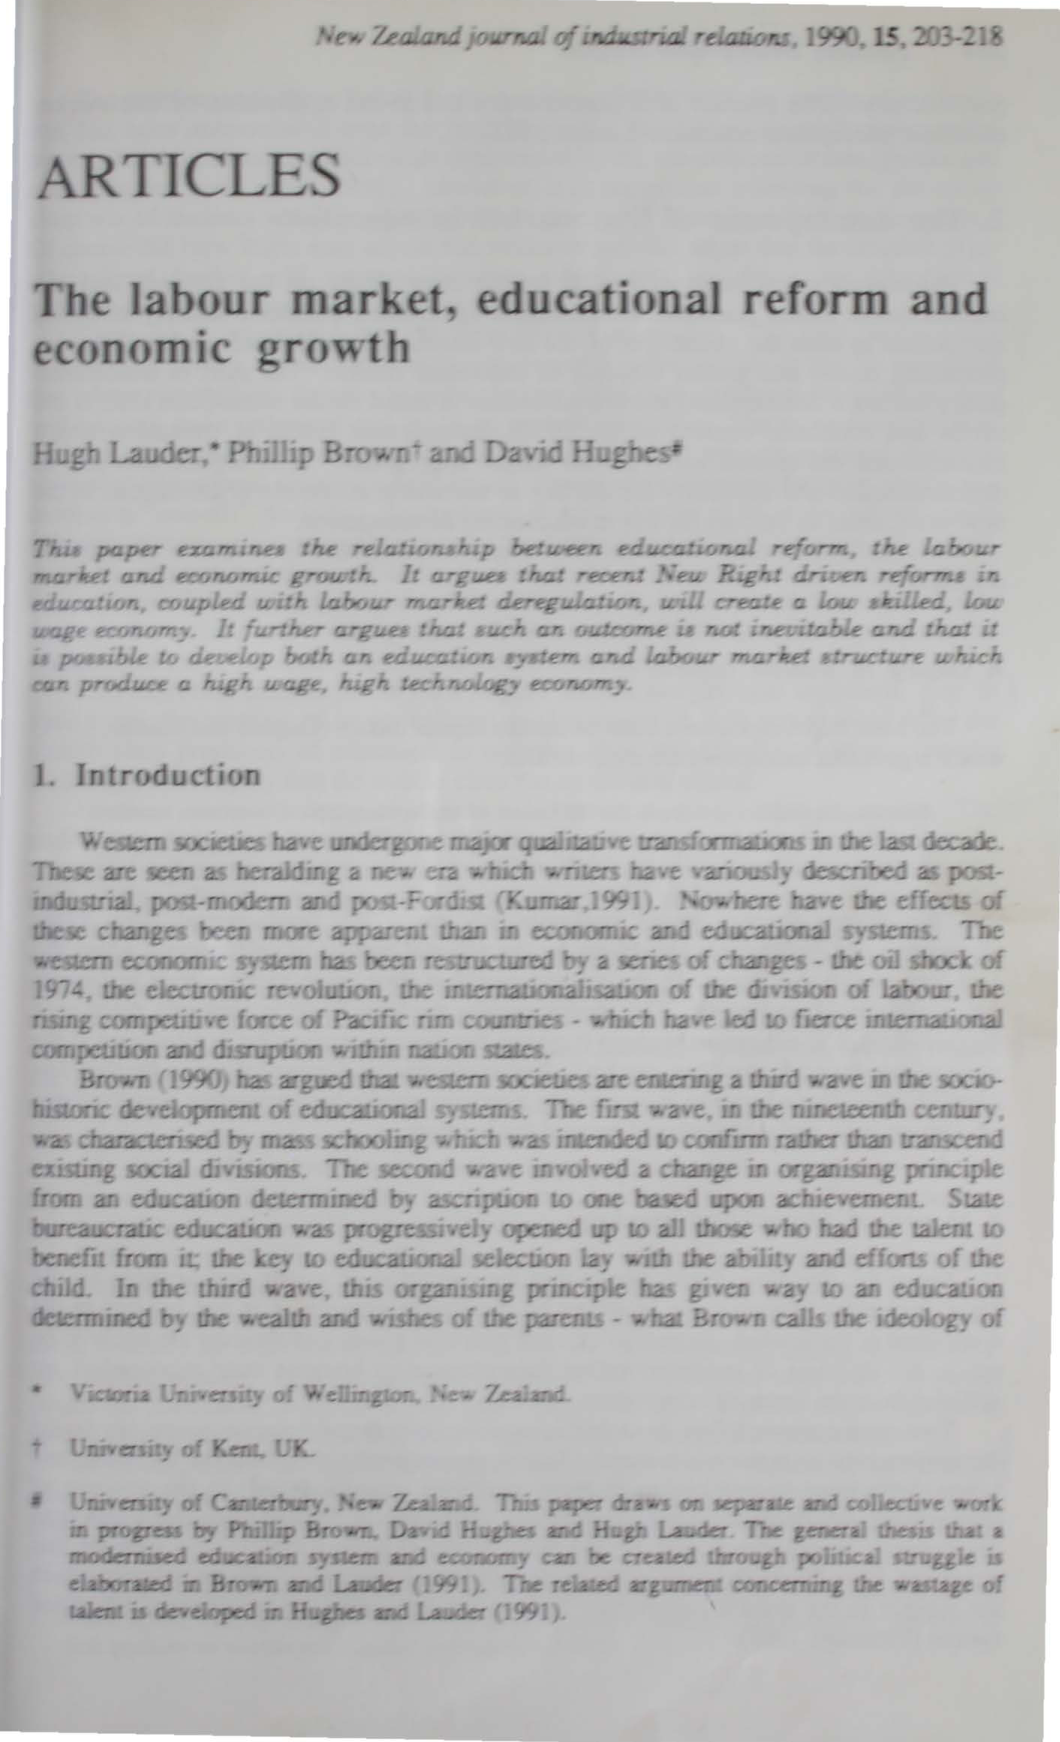 New Zealand journal of industrial relations, 1990, 15, 203-218
ARTICLES
The labour market, educational reform and
economic growth
Hugh Lauder,* Phillip Brown† and David Hughes#
This paper examines the relationship between educational reform, the labour
market and economic growth. It argues that recent New Right driven reforms in
education, coupled with labour market deregulation, will create a low skilled, low
wage economy. It further argues that such an outcome is not inevitable and that it
is possible to develop both an education system and labour market structure which
can produce a high wage, high technology economy.
1. Introduction
Western societies have undergone major qualitative transformations in the last decade.
These are seen as heralding a new era which writers have variously described as post-
industrial, post-modern and post-Fordist (Kumar,1991). Nowhere have the effects of
these changes been more apparent than in economic and educational systems. The
western economic system has been restructured by a series of changes - the oil shock of
1974, the electronic revolution, the internationalisation of the division of labour, the
rising competitive force of Pacific rim countries - which have led to fierce international
competition and disruption within nation states.
Brown (1990) has argued that western societies are entering a third wave in the socio-
historic development of educational systems. The first wave, in the nineteenth century,
was characterised by mass schooling which was intended to confirm rather than transcend
existing social divisions. The second wave involved a change in organising principle
from an education determined by ascription to one based upon achievement. State
bureaucratic education was progressively opened up to all those who had the talent to
benefit from it; the key to educational selection lay with the ability and efforts of the
child. In the third wave, this organising principle has given way to an education
determined by the wealth and wishes of the parents - what Brown calls the ideology of
* Victoria University of Wellington, New Zealand.
† University of Kent, UK.
# University of Canterbury, New Zealand. This paper draws on separate and collective work
in progress by Phillip Brown, David Hughes and Hugh Lauder. The general thesis that a
modernised education system and economy can be created through political struggle is
elaborated in Brown and Lauder (1991). The related argument concerning the wastage of
talent is developed in Hughes and Lauder (1991).